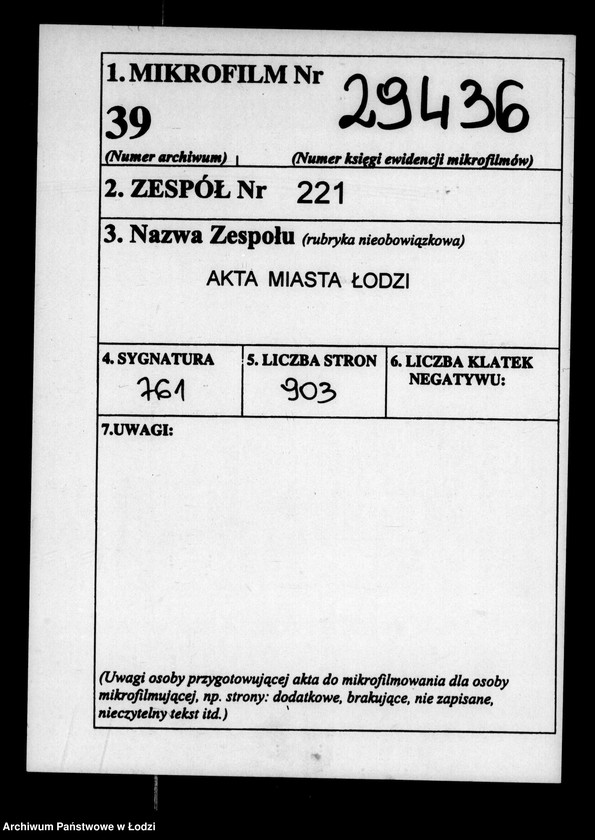 1. MIKROFILM Nr 29436
39
(Numer archiwum) (Numer księgi ewidencji mikrofilmów)
2. ZESPÓŁ Nr 221
3. Nazwa Zespołu (rubryka nieobowiązkowa)
AKTA MIASTA ŁODZI
4. SYGNATURA 5. LICZBA STRON 6. LICZBA KLATEK
NEGATYWU:
761 903
7.UWAGI:
(Uwagi osoby przygotowującej akta do mikrofilmowania dla osoby
mikrofilmującej, np. strony: dodatkowe, brakujące, nie zapisane,
nieczytelny tekst itd.)
Archiwum Państwowe w Łodzi